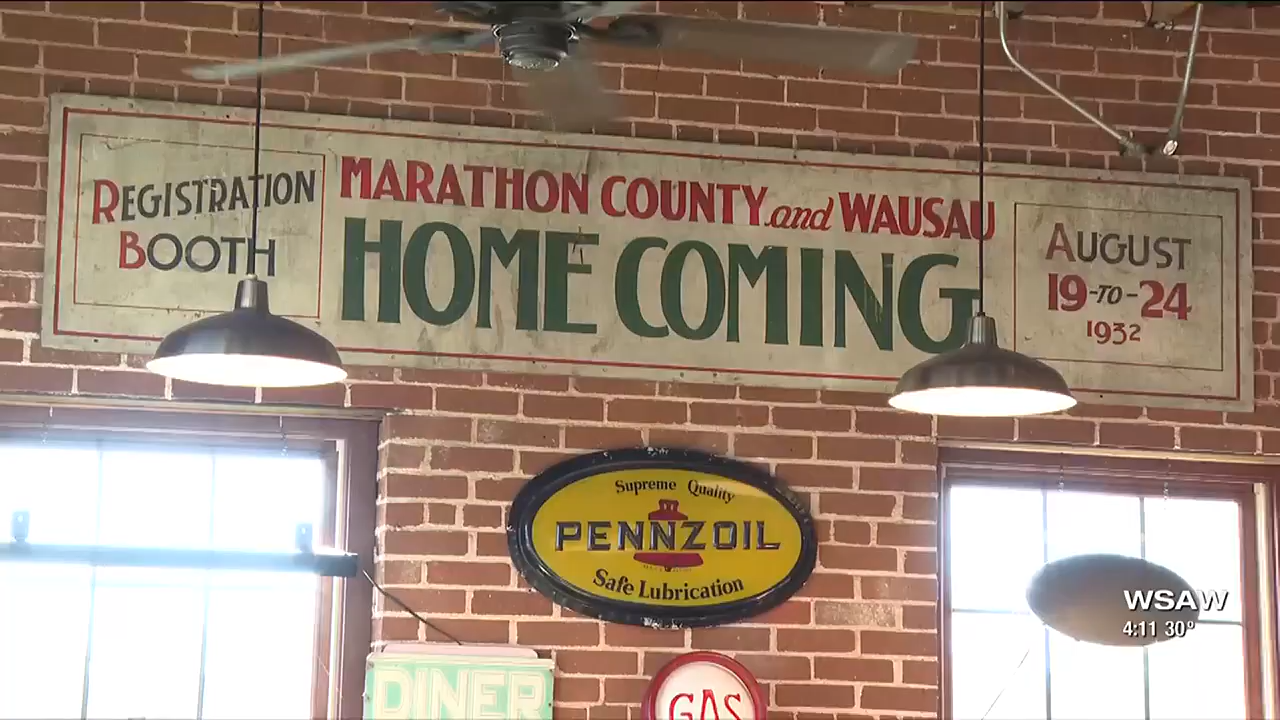 REGISTRATION
BOOTH
MARATHON COUNTY and WAUSAU
HOME COMING
AUGUST
19-TO-24
1932
Supreme Quality
PENNZOIL
Safe Lubrication
DINER
GAS
WSAW
4:11 30°